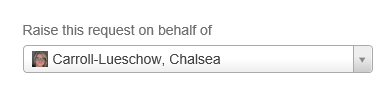 Raise this request on behalf of
Carroll-Lueschow, Chalsea